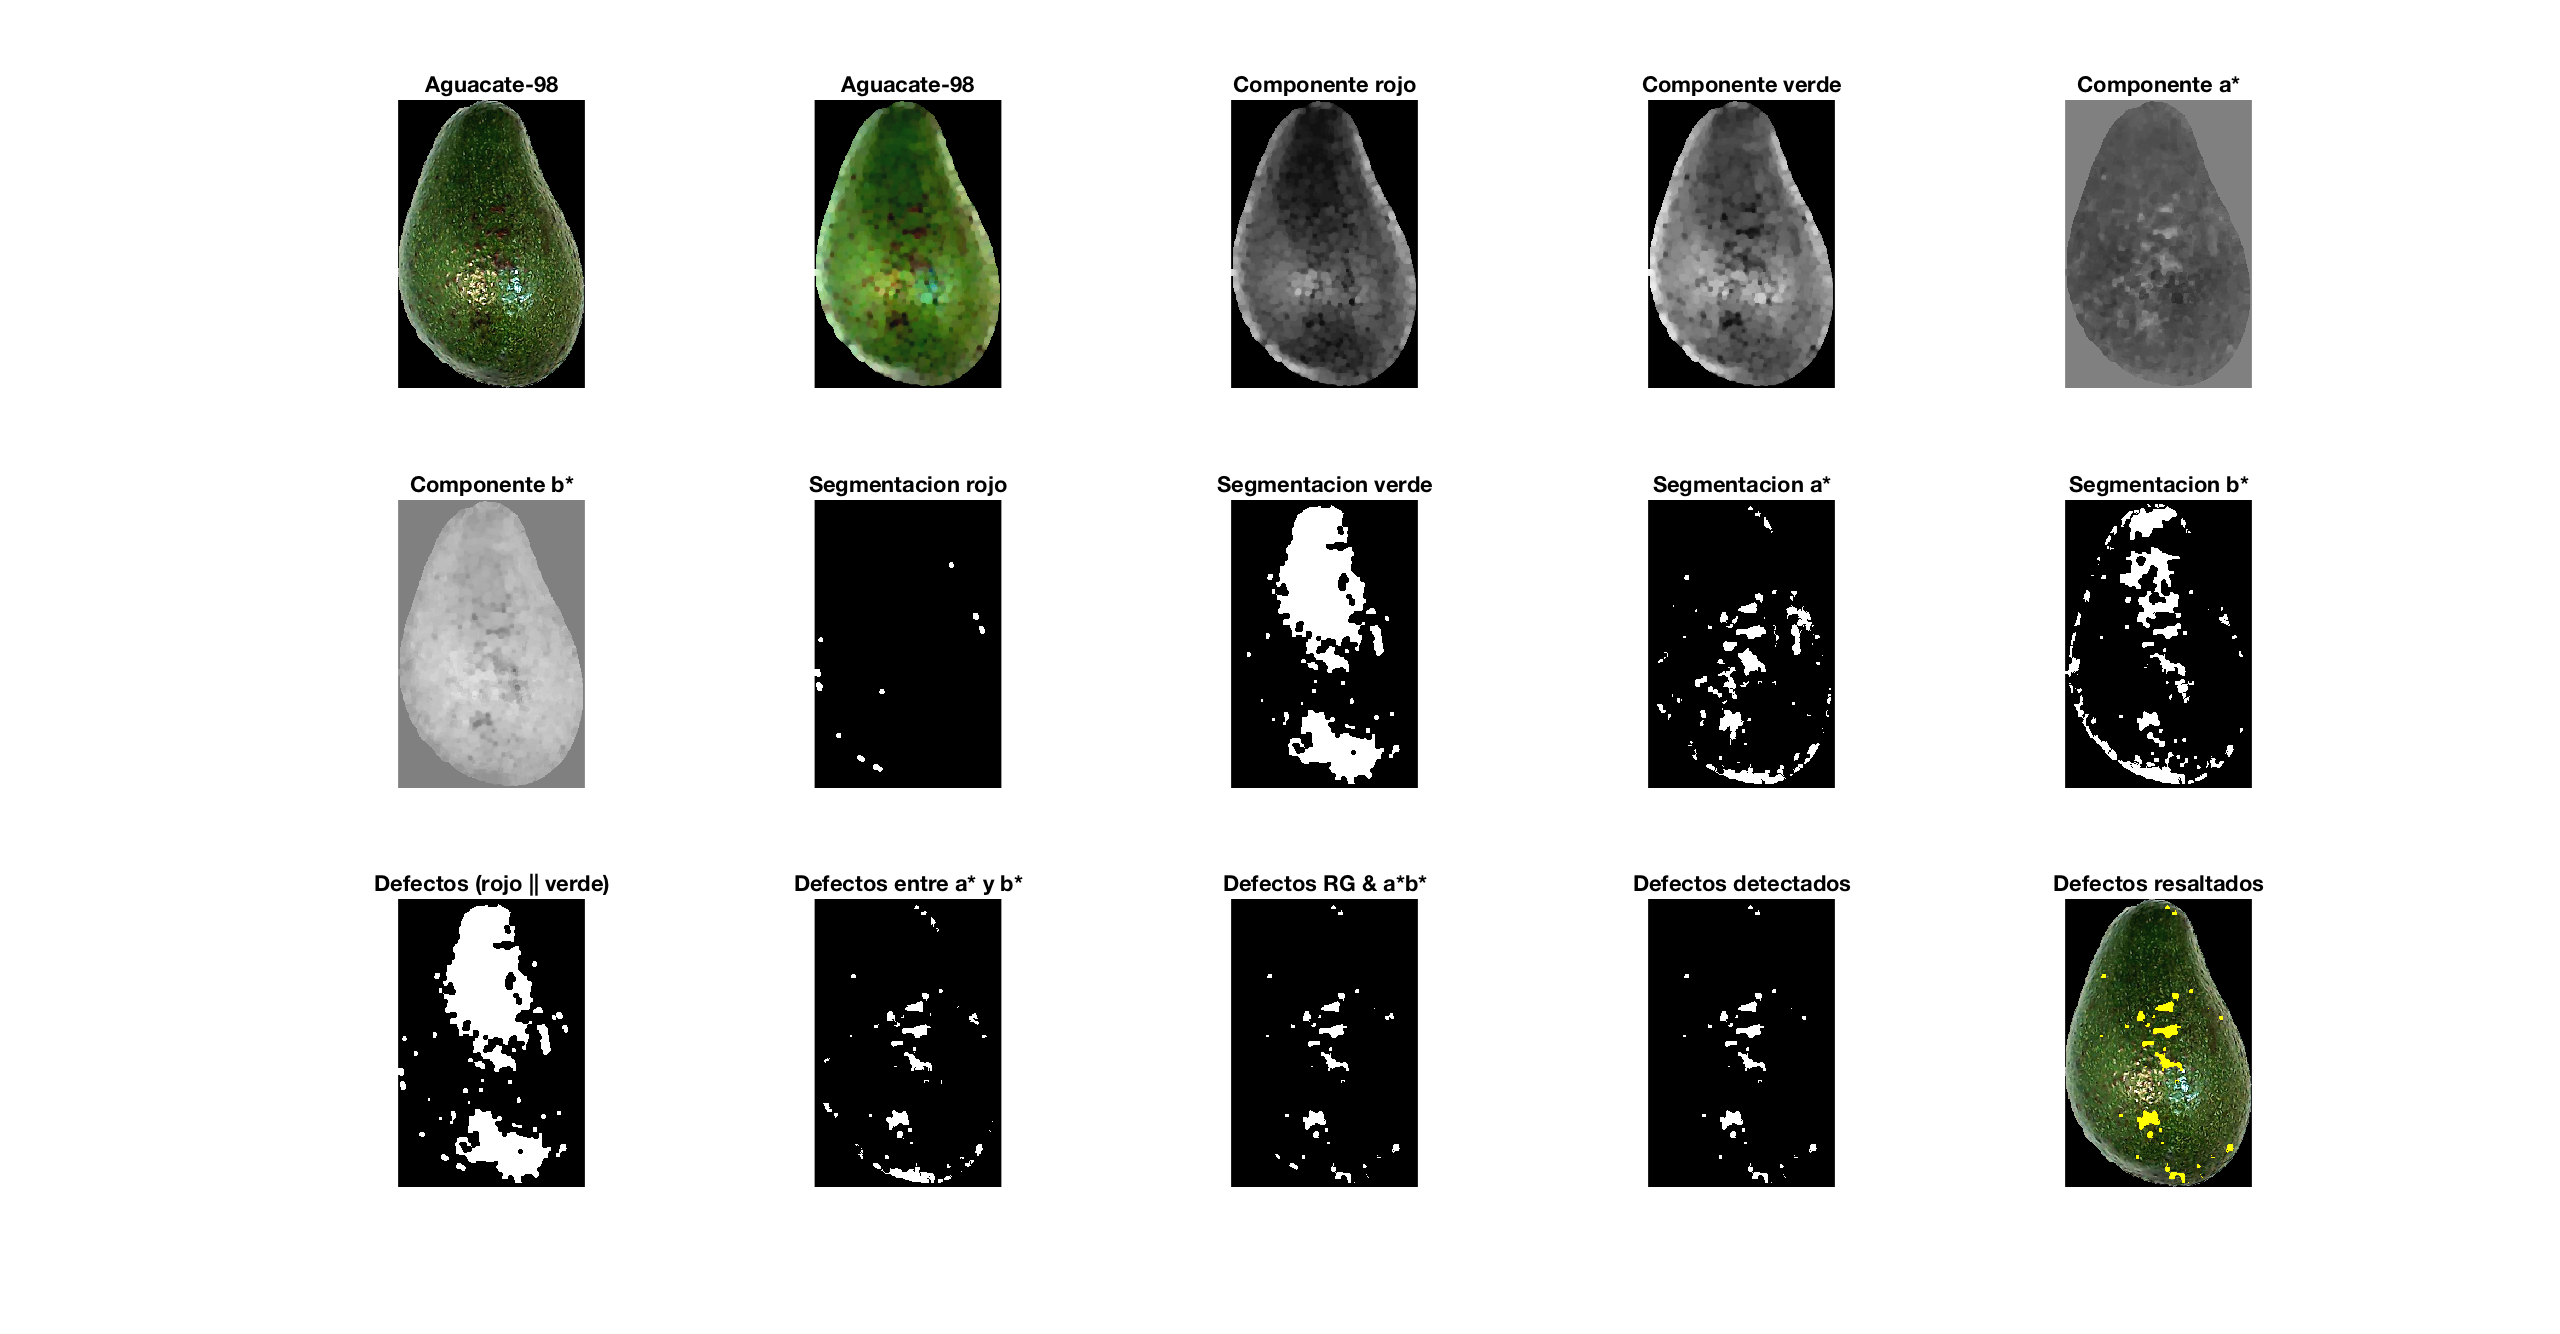 Aguacate-98
Aguacate-98
Componente rojo
Componente verde
Componente a*
Componente b*
Segmentacion rojo
Segmentacion verde
Segmentacion a*
Segmentacion b*
Defectos (rojo || verde)
Defectos entre a* y b*
Defectos RG & a*b*
Defectos detectados
Defectos resaltados